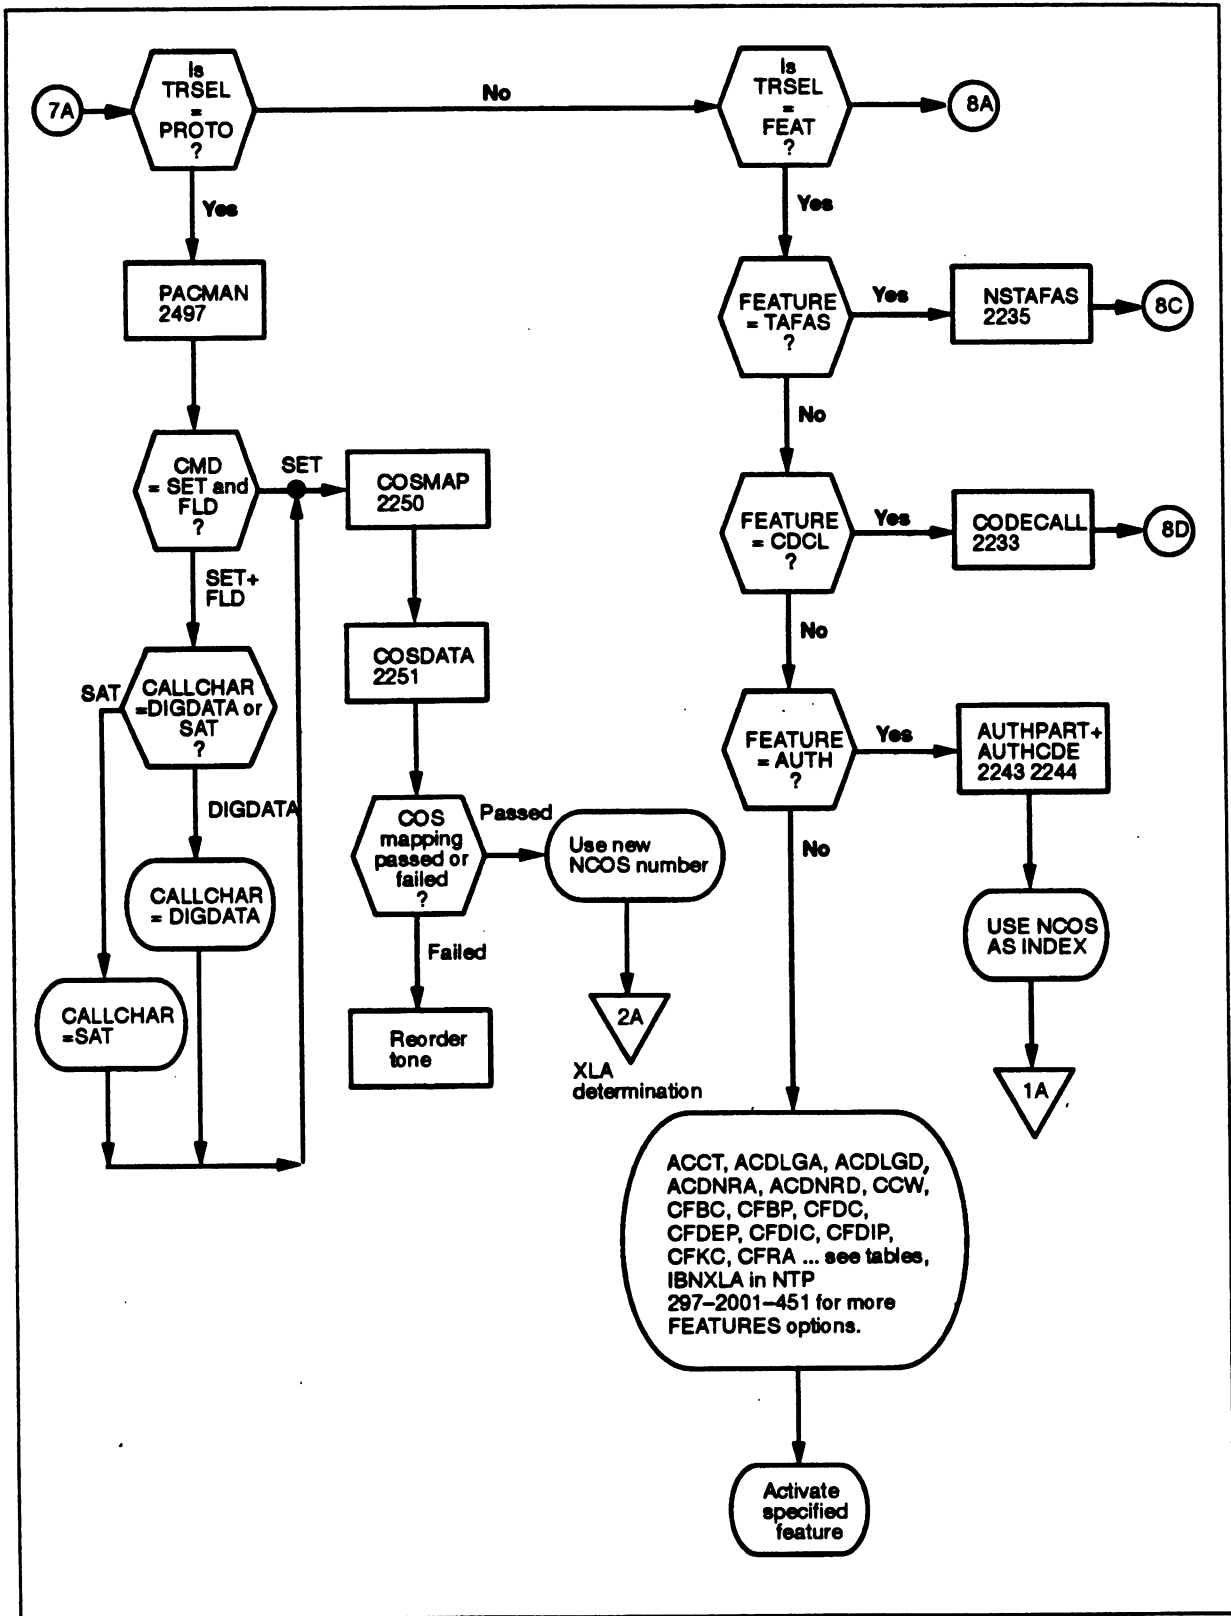 7A
Is
TRSEL
=
PROTO
?
No
Is
TRSEL
=
FEAT
?
8A
Yes
Yes
PACMAN
2497
FEATURE
= TAFAS
?
Yes
NSTAFAS
2235
8C
No
CMD
= SET and
FLD
?
SET
COSMAP
2250
SET+
FLD
FEATURE
= CDCL
?
Yes
CODECALL
2233
8D
No
COSDATA
2251
SAT
CALLCHAR
=DIGDATA or
SAT
?
DIGDATA
FEATURE
= AUTH
?
Yes
AUTHPART+
AUTHCDE
2243 2244
No
COS
mapping
passed or
failed
?
Passed
Use new
NCOS number
CALLCHAR
= DIGDATA
Failed
USE NCOS
AS INDEX
CALLCHAR
=SAT
Reorder
tone
2A
XLA
determination
1A
ACCT, ACDLGA, ACDLGD,
ACDNRA, ACDNRD, CCW,
CFBC, CFBP, CFDC,
CFDEP, CFDIC, CFDIP,
CFKC, CFRA ... see tables,
IBNXLA in NTP
297–2001–451 for more
FEATURES options.
Activate
specified
feature